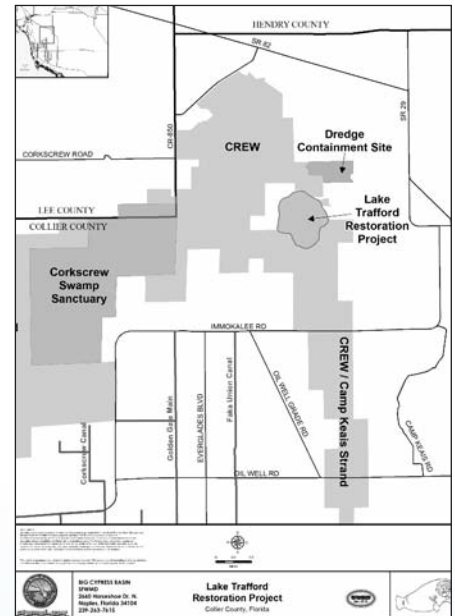 HENDRY COUNTY
SR 82
SR 29
CR-850
CREW
CORKSCREW ROAD
Dredge
Containment Site
Lake
Trafford
Restoration
Project
LEE COUNTY
COLLIER COUNTY
Corkscrew
Swamp
Sanctuary
IMMOKALEE RD
CREW / Camp Keais Strand
Corkscrew Canal
Golden Gate Main
EVERGLADES BLVD
Faka Union Canal
OIL WELL GRADE RD
CAMP KEAIS RD
OIL WELL RD
BIG CYPRESS BASIN
SFWMD
2660 Horseshoe Dr. N.
Naples, Florida 34104
239-263-7615
Lake Trafford
Restoration Project
Collier County, Florida